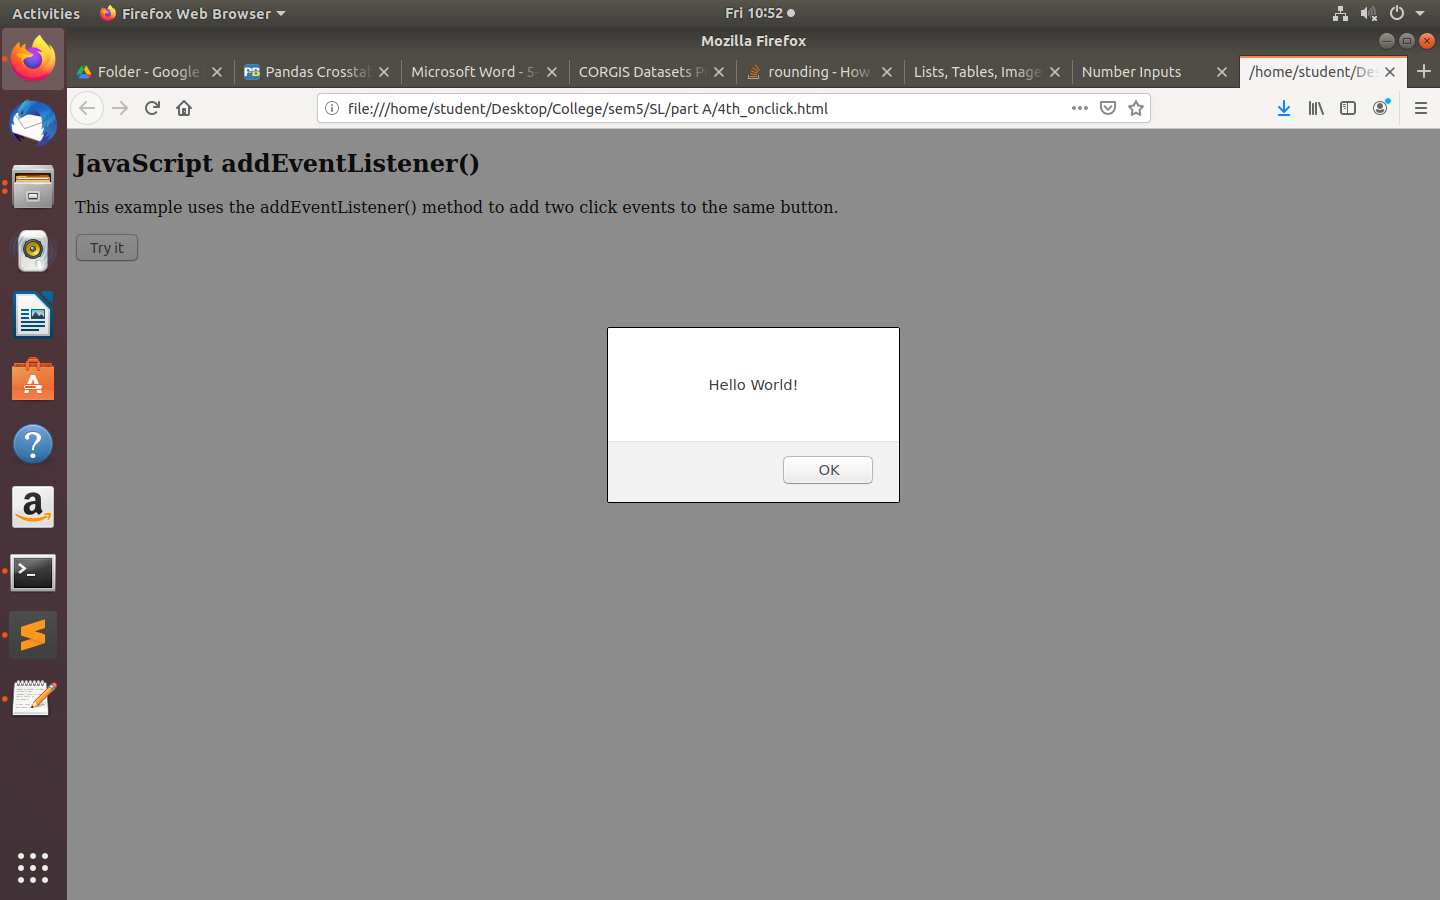 Activities Firefox Web Browser Fri 10:52
Mozilla Firefox
Folder - Google Pandas Crosstab Microsoft Word - 5- CORGIS Datasets P rounding - How Lists, Tables, Image Number Inputs /home/student/Des
file:///home/student/Desktop/College/sem5/SL/part A/4th_onclick.html
JavaScript addEventListener()
This example uses the addEventListener() method to add two click events to the same button.
Try it
Hello World!
OK